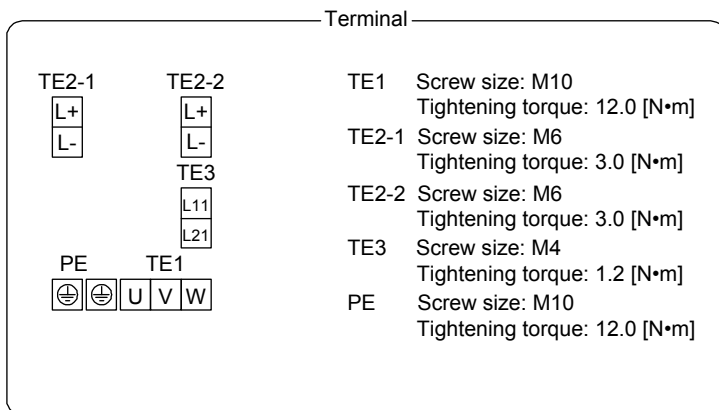 Terminal
TE2-1 TE2-2
L+ L+
L- L-
TE3
L11
L21
PE TE1
U V W
TE1 Screw size: M10
Tightening torque: 12.0 [N•m]
TE2-1 Screw size: M6
Tightening torque: 3.0 [N•m]
TE2-2 Screw size: M6
Tightening torque: 3.0 [N•m]
TE3 Screw size: M4
Tightening torque: 1.2 [N•m]
PE Screw size: M10
Tightening torque: 12.0 [N•m]